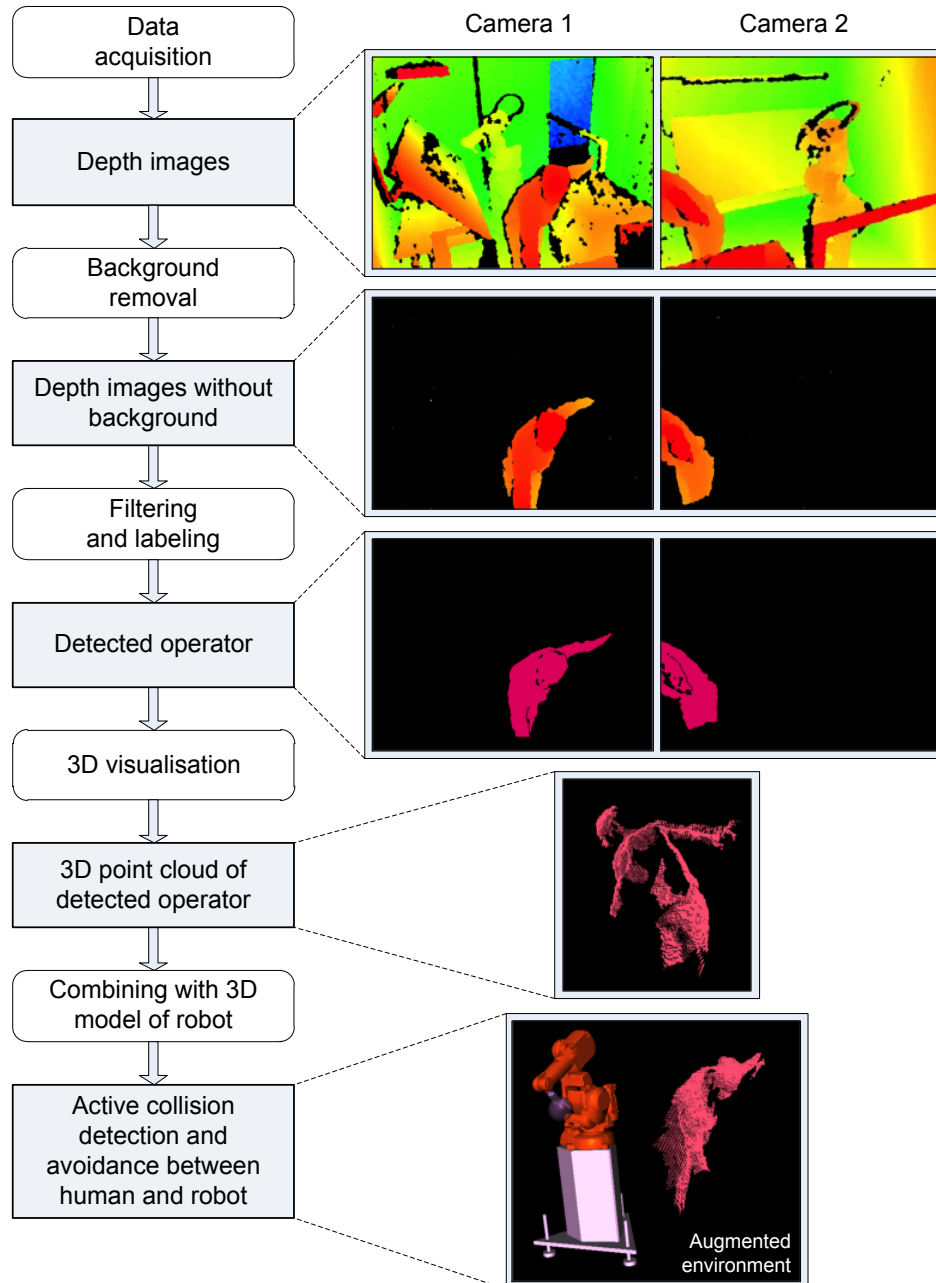 Data
acquisition
Camera 1
Camera 2
Depth images
Background
removal
Depth images without
background
Filtering
and labeling
Detected operator
3D visualisation
3D point cloud of
detected operator
Combining with 3D
model of robot
Active collision
detection and
avoidance between
human and robot
Augmented
environment